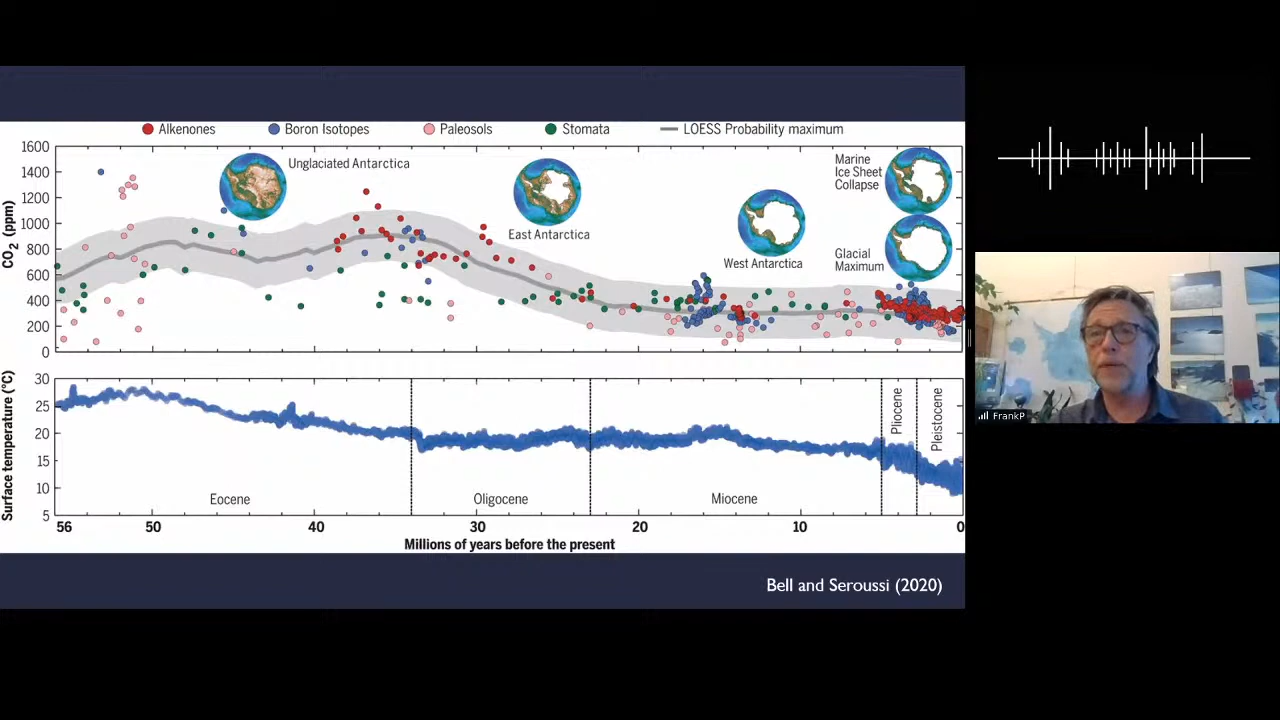 Alkenones
Boron Isotopes
Paleosols
Stomata
LOESS Probability maximum
1600
1400
1200
1000
800
600
400
200
0
CO2 (ppm)
Unglaciated Antarctica
East Antarctica
West Antarctica
Marine
Ice Sheet
Collapse
Glacial
Maximum
30
25
20
15
10
5
Surface temperature (°C)
Eocene
Oligocene
Miocene
Pliocene
Pleistocene
56
50
40
30
20
10
0
Millions of years before the present
Bell and Seroussi (2020)
FrankP